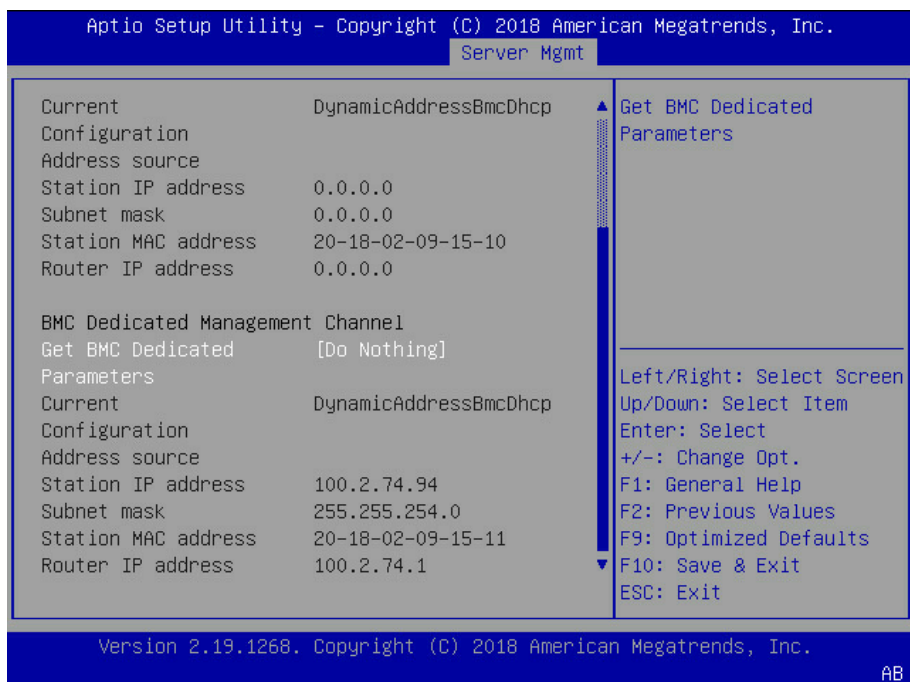 Aptio Setup Utility – Copyright (C) 2018 American Megatrends, Inc.
Server Mgmt
Current DynamicAddressBmcDhcp
Configuration
Address source
Station IP address 0.0.0.0
Subnet mask 0.0.0.0
Station MAC address 20-18-02-09-15-10
Router IP address 0.0.0.0
BMC Dedicated Management Channel
Get BMC Dedicated [Do Nothing]
Parameters
Current DynamicAddressBmcDhcp
Configuration
Address source
Station IP address 100.2.74.94
Subnet mask 255.255.254.0
Station MAC address 20-18-02-09-15-11
Router IP address 100.2.74.1
Get BMC Dedicated
Parameters
Left/Right: Select Screen
Up/Down: Select Item
Enter: Select
+/-: Change Opt.
F1: General Help
F2: Previous Values
F9: Optimized Defaults
F10: Save & Exit
ESC: Exit
Version 2.19.1268. Copyright (C) 2018 American Megatrends, Inc.
AB